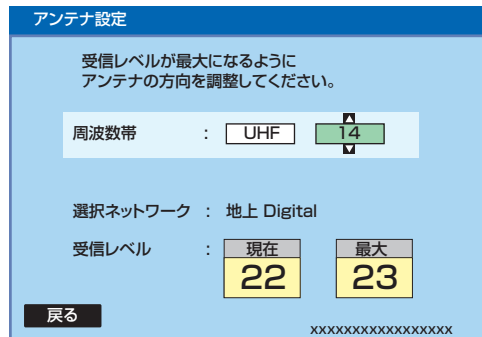 アンテナ設定
受信レベルが最大になるように
アンテナの方向を調整してください。
周波数帯 : UHF 14
選択ネットワーク : 地上 Digital
受信レベル : 現在 最大
22 23
戻る
xxxxxxxxxxxxxxxxx